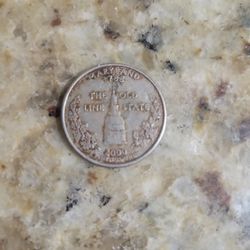 MARYLAND
1788
THE OLD
LINE STATE
2000